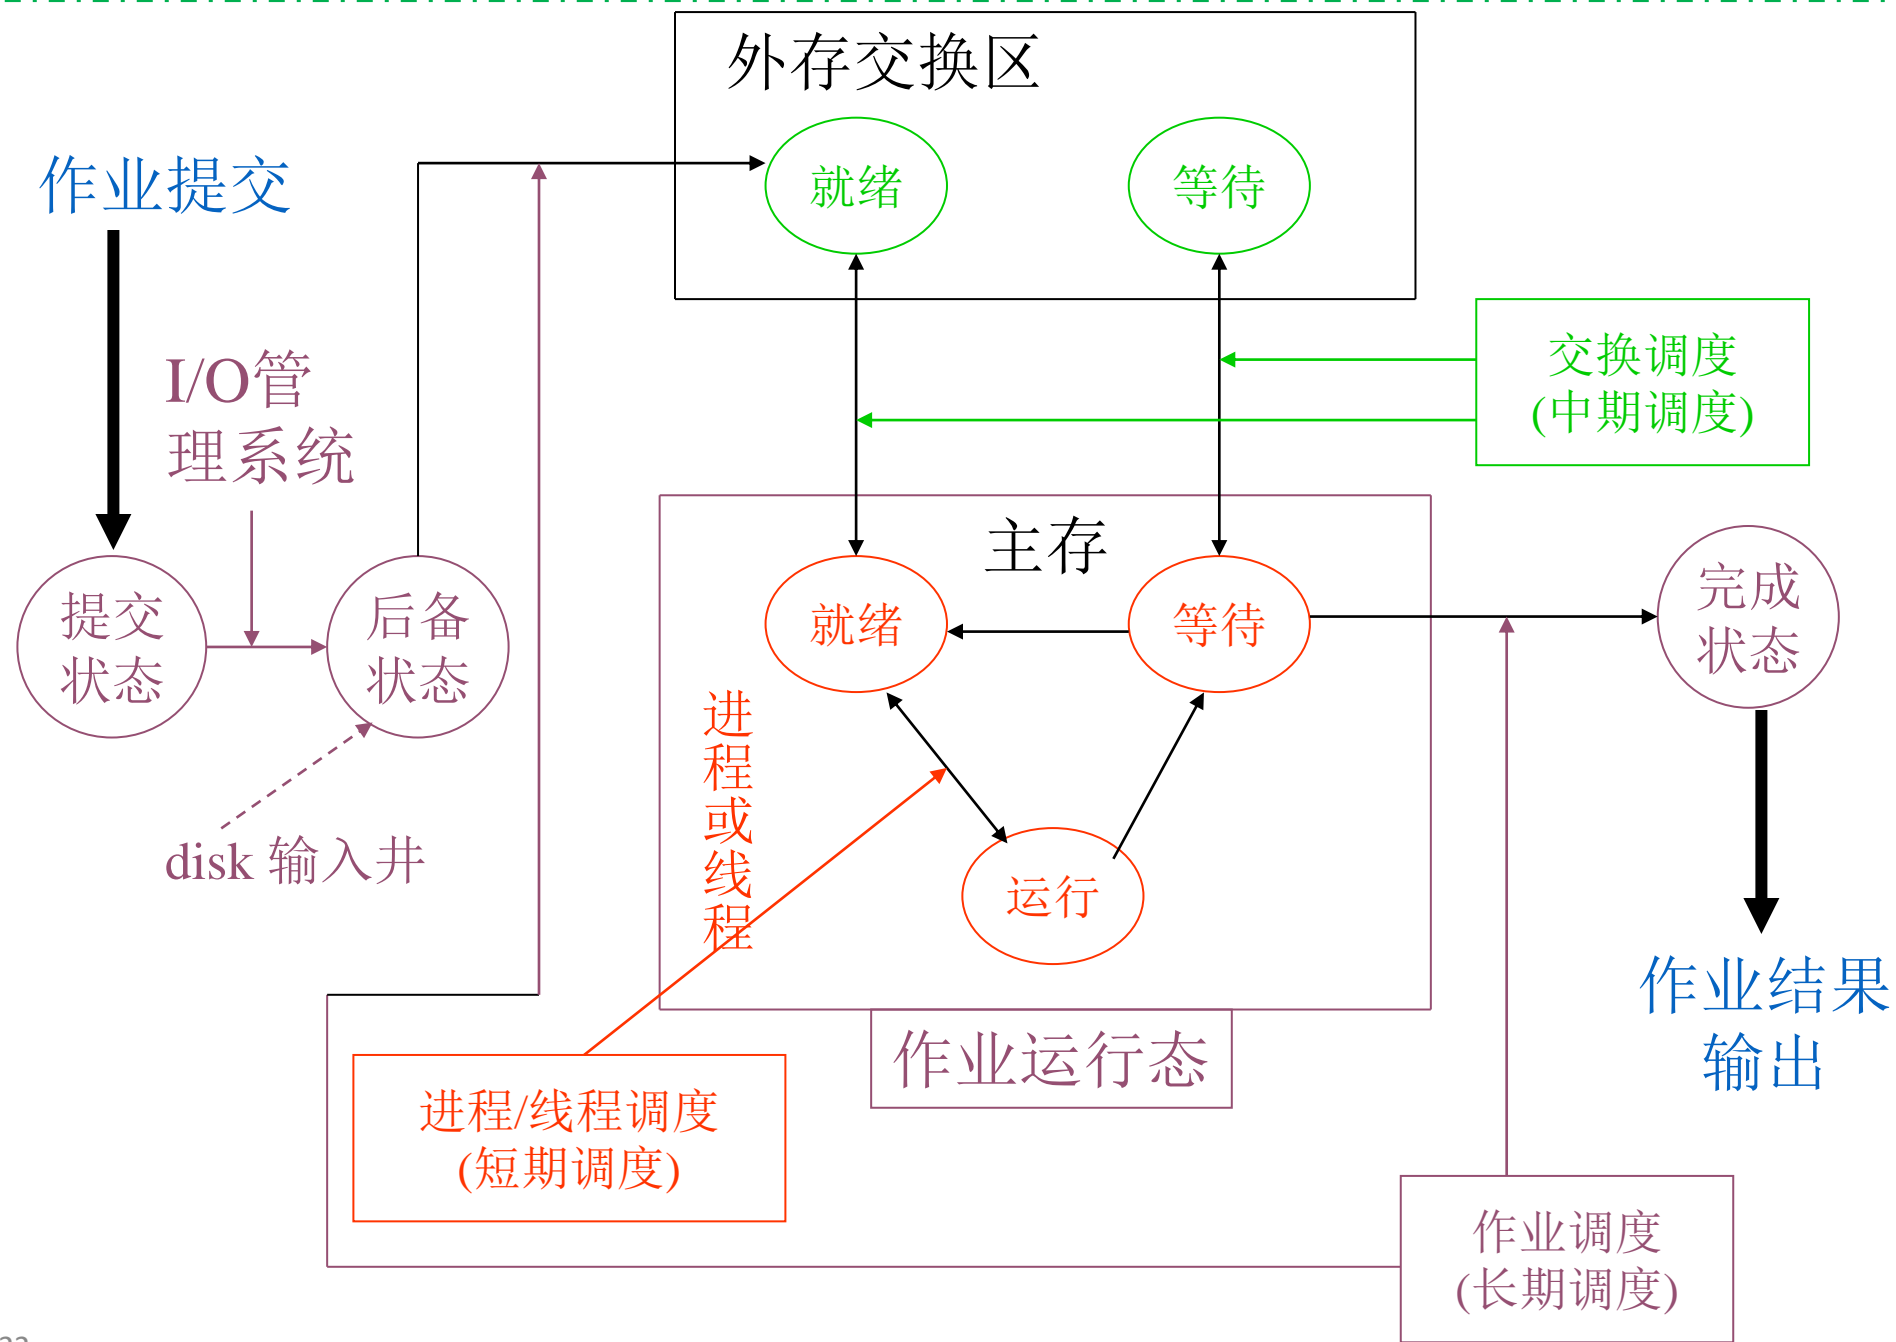 外存交换区
就绪
等待
作业提交
I/O管
理系统
交换调度
(中期调度)
主存
提交
状态
后备
状态
就绪
等待
完成
状态
进
程
或
线
程
disk 输入井
运行
作业结果
输出
作业运行态
进程/线程调度
(短期调度)
作业调度
(长期调度)